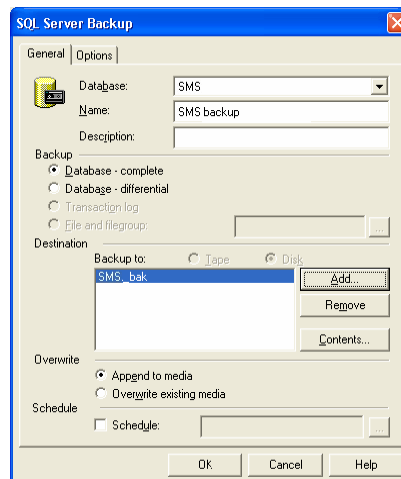 SQL Server Backup
General Options
Database: SMS
Name: SMS backup
Description:
Backup
Database - complete
Database - differential
Transaction log
File and filegroup: ...
Destination
Backup to: Tape Disk
SMS_bak
Add...
Remove
Contents...
Overwrite
Append to media
Overwrite existing media
Schedule
Schedule: ...
OK Cancel Help